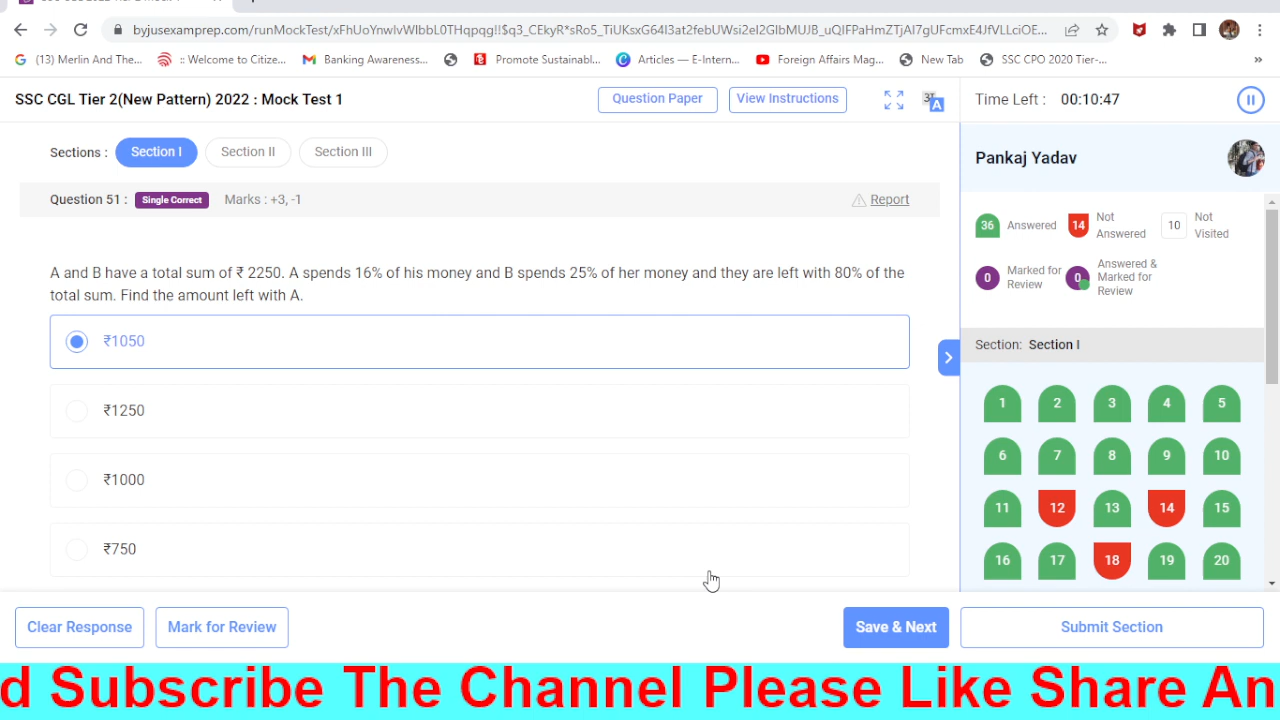 byjusexamprep.com/runMockTest/xFhUoYnwIvWlbbL0THqpqg!!$q3_CEkyR*sRo5_TiUKsxG64I3at2febUWsi2eI2GlbMUJB_uQIFPaHmZTjAI7gUFcmxE4JfVLLciOE...
(13) Merlin And The...
:: Welcome to Citize...
Banking Awareness...
Promote Sustainabl...
Articles — E-Intern...
Foreign Affairs Mag...
New Tab
SSC CPO 2020 Tier-...
»
SSC CGL Tier 2(New Pattern) 2022 : Mock Test 1
Question Paper
View Instructions
Time Left : 00:10:47
Sections : Section I Section II Section III
Pankaj Yadav
Question 51 : Single Correct Marks : +3, -1
Report
36 Answered
14 Not Answered
10 Not Visited
0 Marked for Review
0 Answered & Marked for Review
A and B have a total sum of ₹ 2250. A spends 16% of his money and B spends 25% of her money and they are left with 80% of the
total sum. Find the amount left with A.
₹1050
₹1250
₹1000
₹750
Section: Section I
1 2 3 4 5
6 7 8 9 10
11 12 13 14 15
16 17 18 19 20
Clear Response
Mark for Review
Save & Next
Submit Section
d Subscribe The Channel Please Like Share An